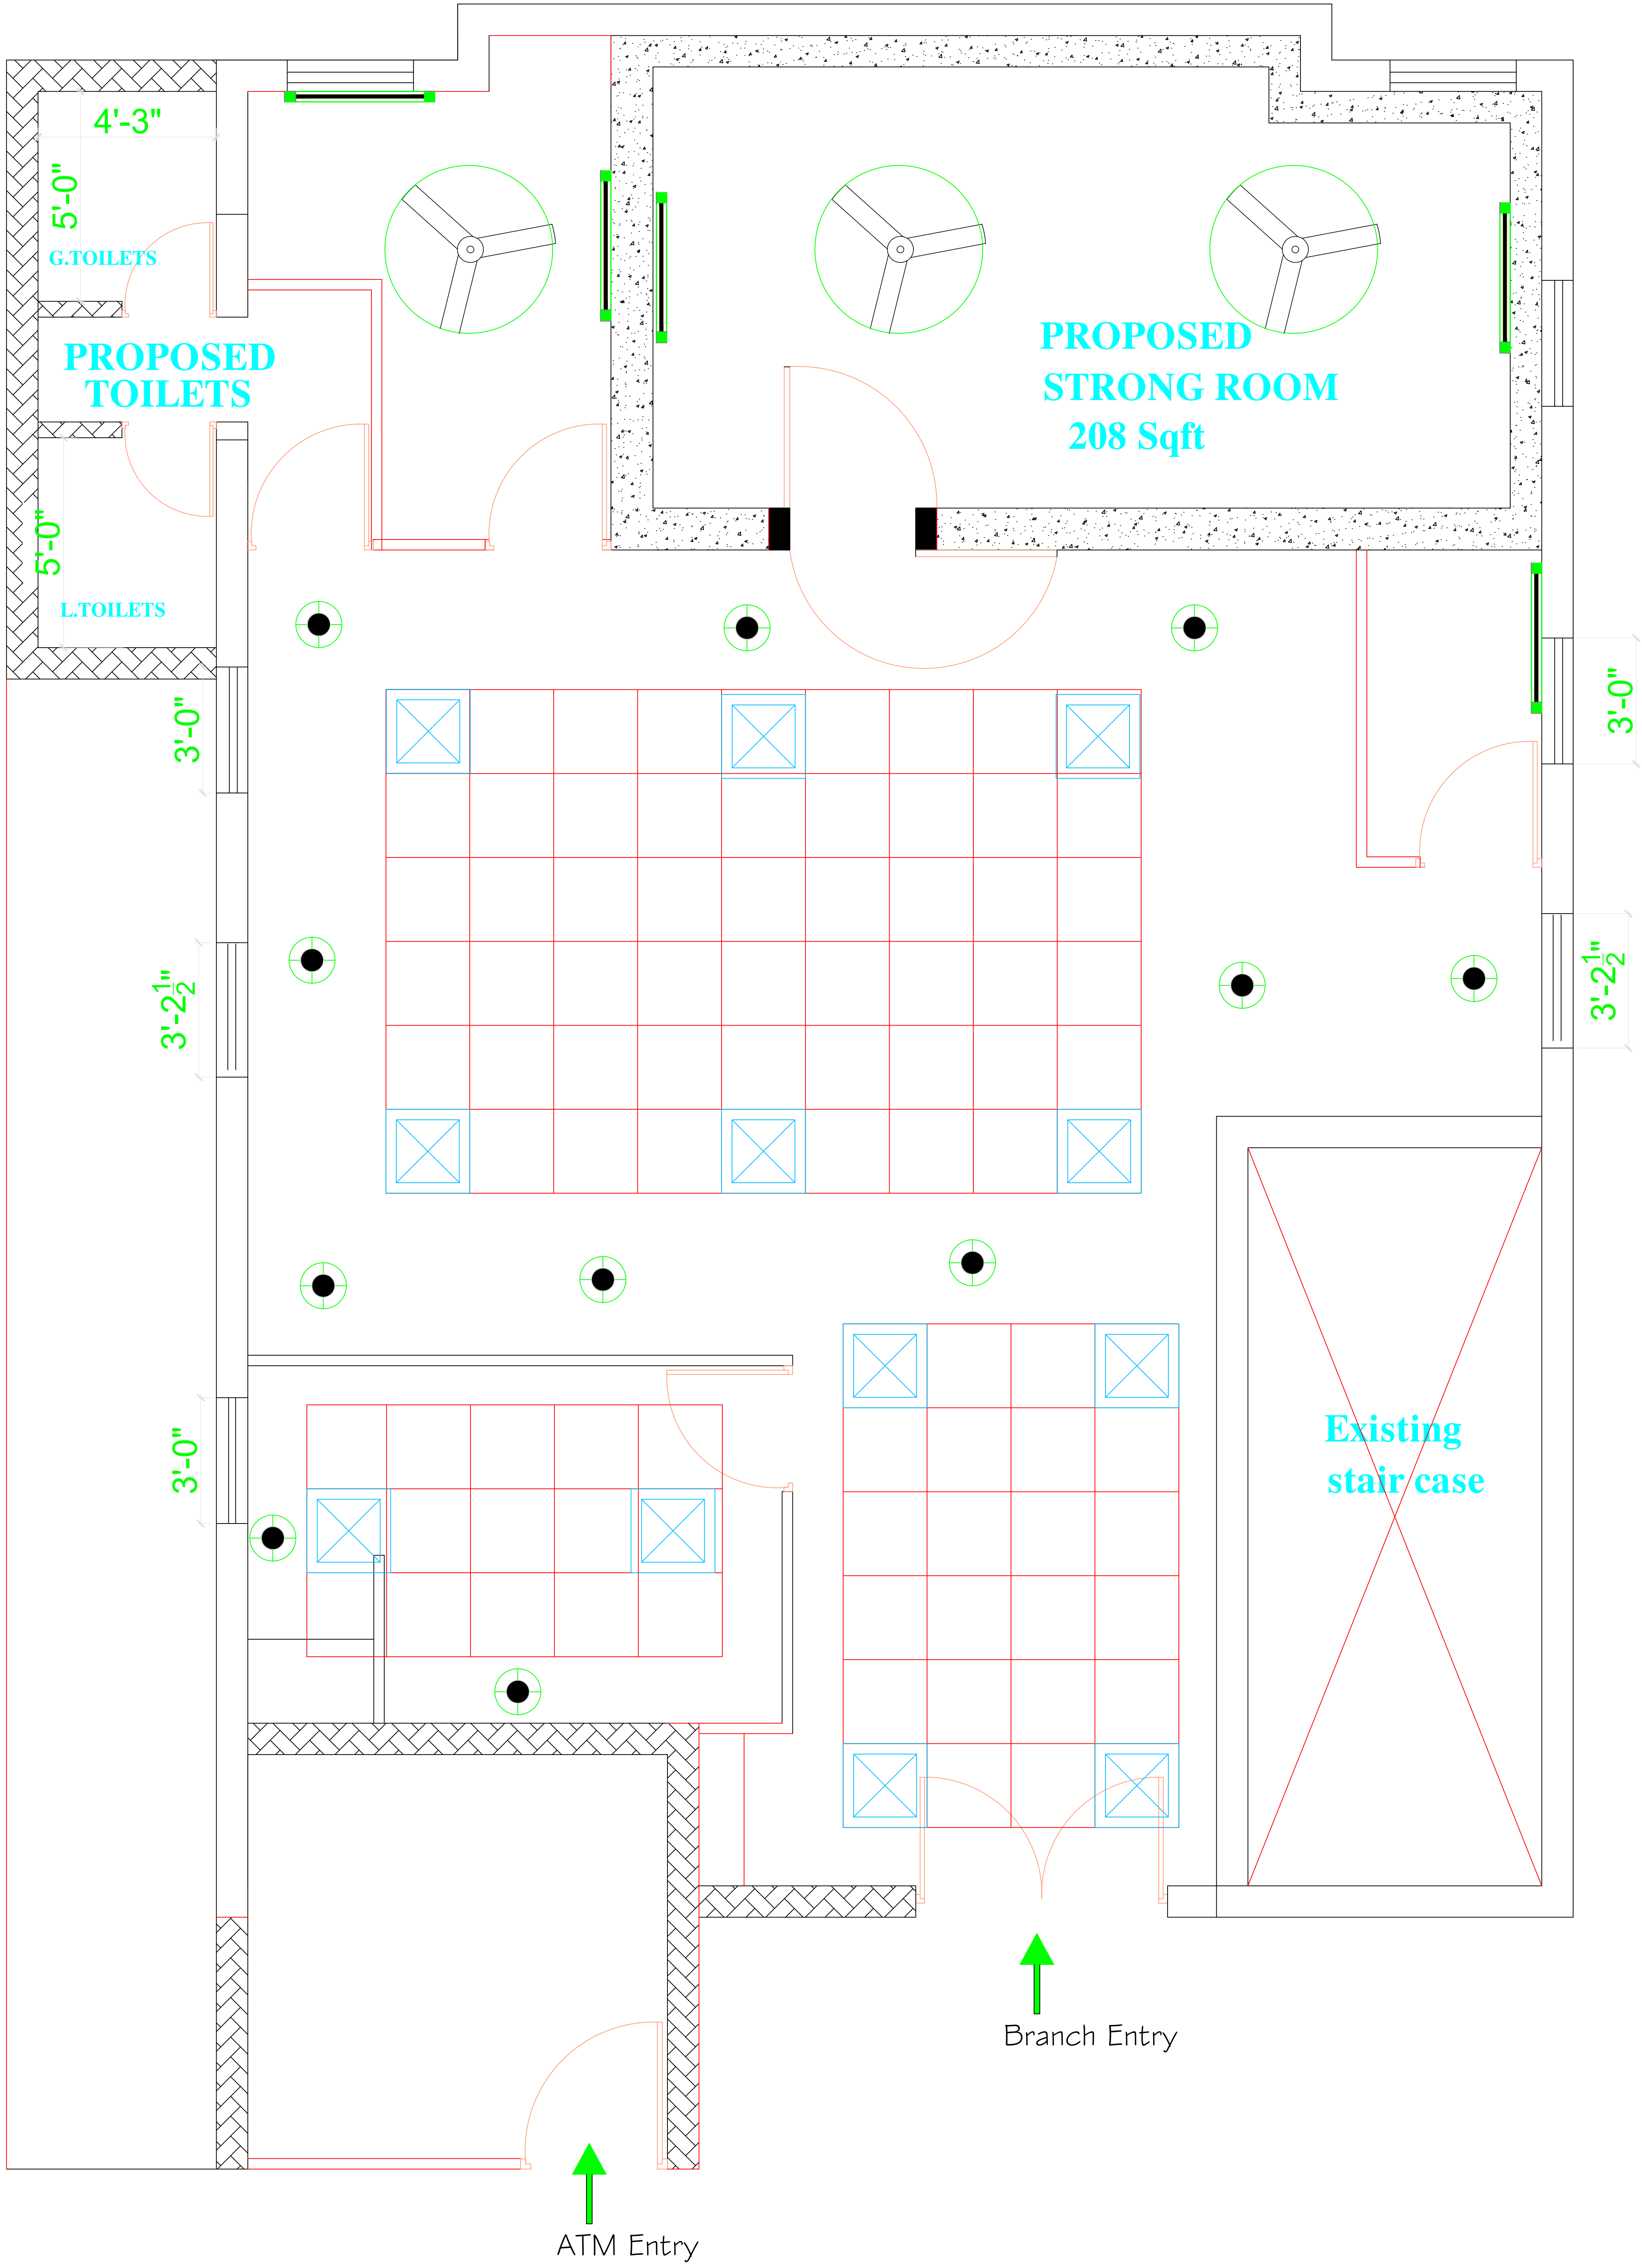 4'-3"
5'-0"
G.TOILETS
PROPOSED
TOILETS
PROPOSED
STRONG ROOM
208 Sqft
5'-0"
L.TOILETS
3'-0"
3'-0"
3'-2½"
3'-2½"
3'-0"
Existing
stair case
Branch Entry
ATM Entry